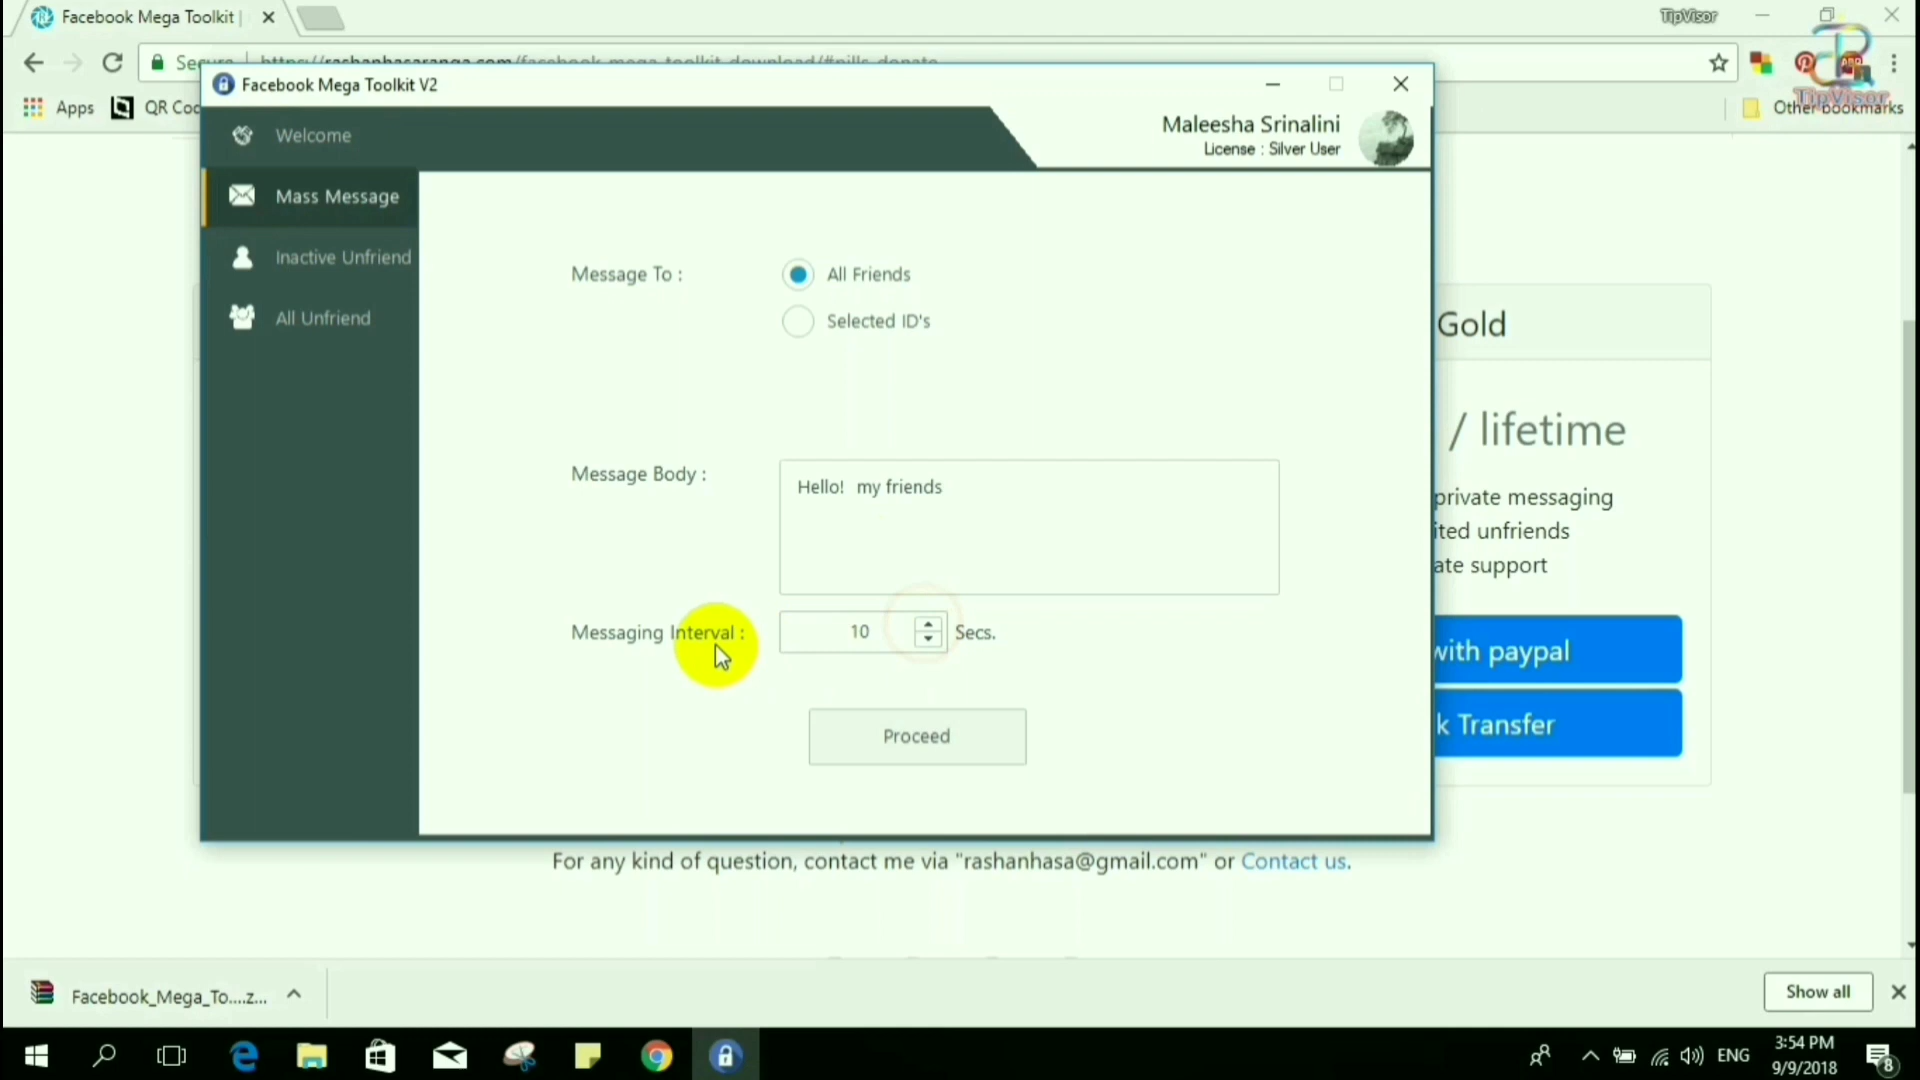 Facebook Mega Toolkit |
TipVisor
Apps
QR Coo
TipVisor
Other bookmarks
Facebook Mega Toolkit V2
Welcome
Maleesha Srinalini
License : Silver User
Mass Message
Inactive Unfriend
All Unfriend
Message To :
All Friends
Selected ID's
Message Body :
Hello! my friends
Messaging Interval :
10
Secs.
Proceed
Gold
/ lifetime
private messaging
ited unfriends
ate support
with paypal
k Transfer
For any kind of question, contact me via "rashanhasa@gmail.com" or Contact us.
Facebook_Mega_To....z...
Show all
ENG
3:54 PM
9/9/2018
8